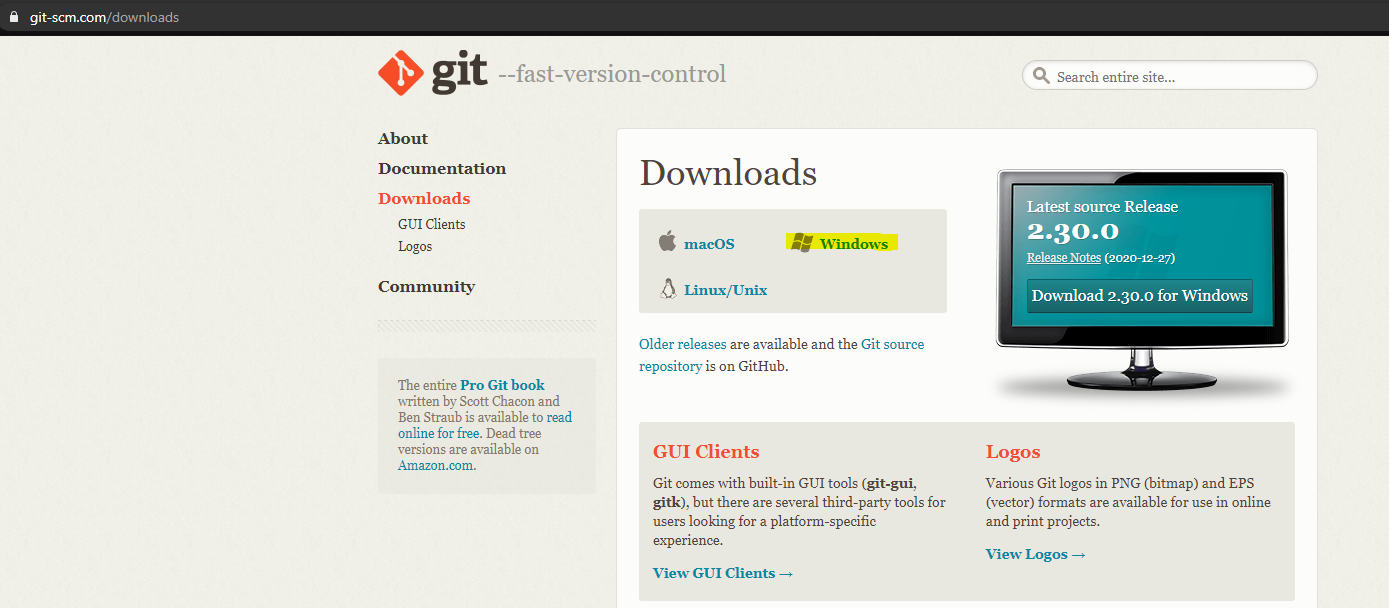 git-scm.com/downloads
git --fast-version-control
Search entire site...
About
Documentation
Downloads
GUI Clients
Logos
Community
The entire Pro Git book
written by Scott Chacon and
Ben Straub is available to read
online for free. Dead tree
versions are available on
Amazon.com.
Downloads
macOS
Windows
Linux/Unix
Older releases are available and the Git source
repository is on GitHub.
Latest source Release
2.30.0
Release Notes (2020-12-27)
Download 2.30.0 for Windows
GUI Clients
Git comes with built-in GUI tools (git-gui,
gitk), but there are several third-party tools for
users looking for a platform-specific
experience.
View GUI Clients →
Logos
Various Git logos in PNG (bitmap) and EPS
(vector) formats are available for use in online
and print projects.
View Logos →